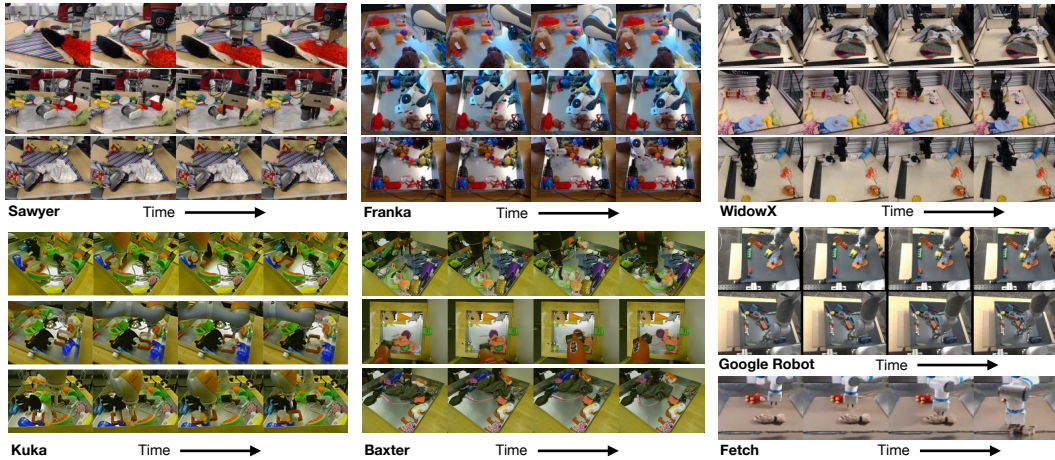 Sawyer Time
Franka Time
WidowX Time
Google Robot Time
Kuka Time
Baxter Time
Fetch Time